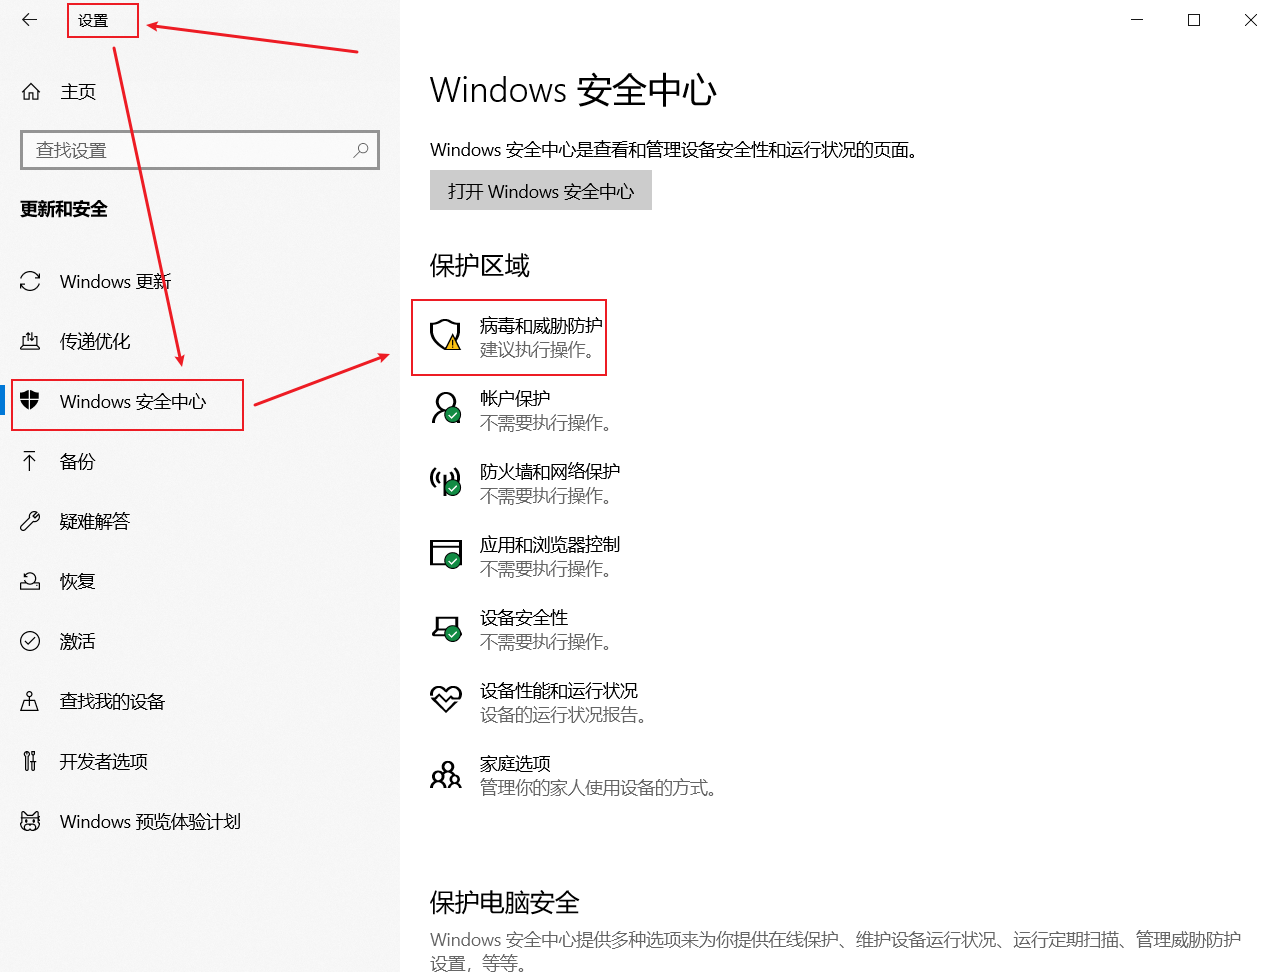 设置
主页
查找设置
更新和安全
Windows 更新
传递优化
Windows 安全中心
备份
疑难解答
恢复
激活
查找我的设备
开发者选项
Windows 预览体验计划
Windows 安全中心
Windows 安全中心是查看和管理设备安全性和运行状况的页面。
打开 Windows 安全中心
保护区域
病毒和威胁防护
建议执行操作。
帐户保护
不需要执行操作。
防火墙和网络保护
不需要执行操作。
应用和浏览器控制
不需要执行操作。
设备安全性
不需要执行操作。
设备性能和运行状况
设备的运行状况报告。
家庭选项
管理你的家人使用设备的方式。
保护电脑安全
Windows 安全中心提供多种选项来为你提供在线保护、维护设备运行状况、运行定期扫描、管理威胁防护
设置，等等。